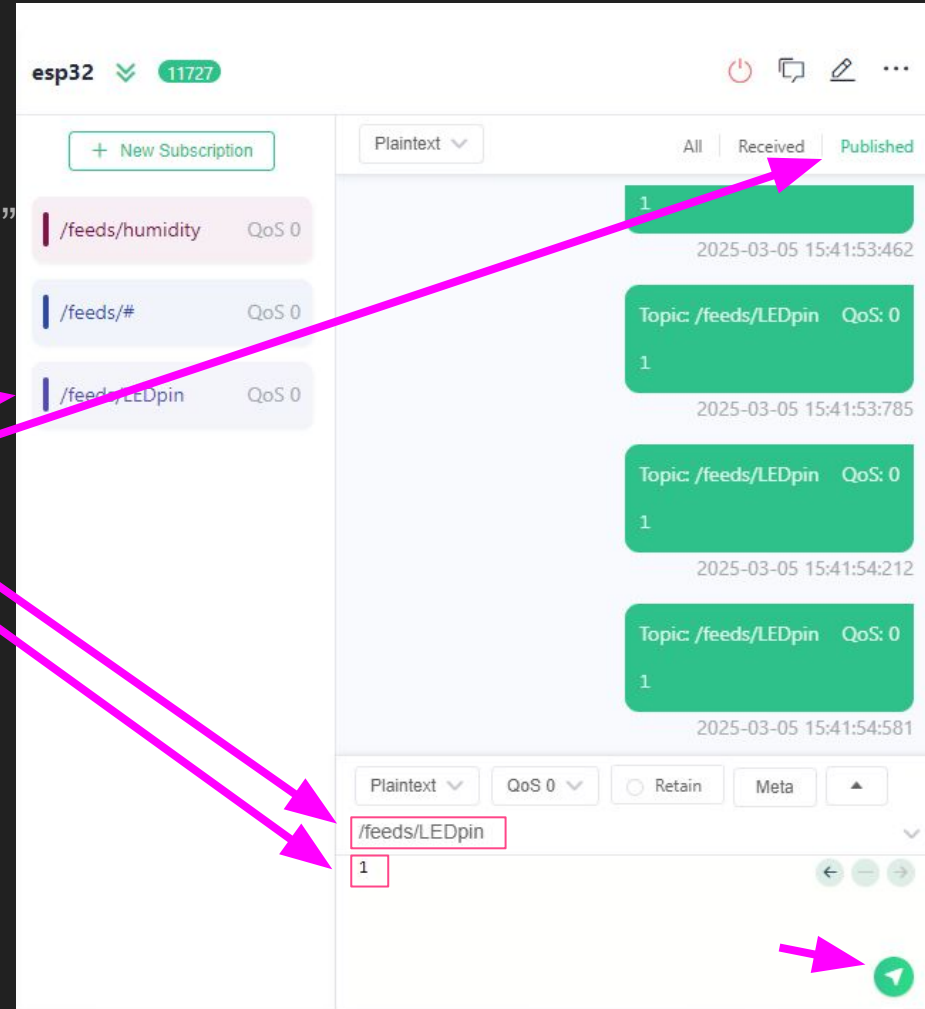 ”
esp32 11727
+ New Subscription
/feeds/humidity QoS 0
/feeds/# QoS 0
/feeds/LEDpin QoS 0
Plaintext All Received Published
1
2025-03-05 15:41:53:462
Topic: /feeds/LEDpin QoS: 0
1
2025-03-05 15:41:53:785
Topic: /feeds/LEDpin QoS: 0
1
2025-03-05 15:41:54:212
Topic: /feeds/LEDpin QoS: 0
1
2025-03-05 15:41:54:581
Plaintext QoS 0 Retain Meta
/feeds/LEDpin
1